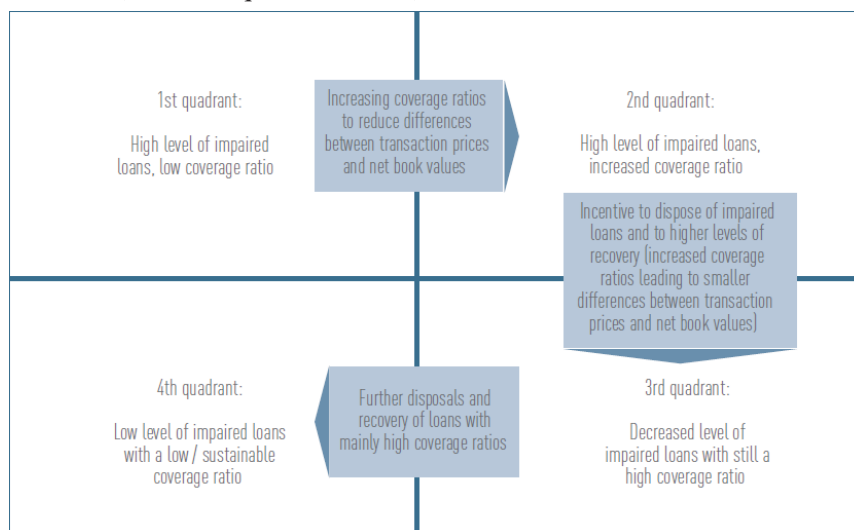 1st quadrant:
High level of impaired
loans, low coverage ratio
Increasing coverage ratios
to reduce differences
between transaction prices
and net book values
2nd quadrant:
High level of impaired loans,
increased coverage ratio
Incentive to dispose of impaired
loans and to higher levels of
recovery (increased coverage
ratios leading to smaller
differences between transaction
prices and net book values)
3rd quadrant:
Decreased level of
impaired loans with still a
high coverage ratio
Further disposals and
recovery of loans with
mainly high coverage ratios
4th quadrant:
Low level of impaired loans
with a low / sustainable
coverage ratio